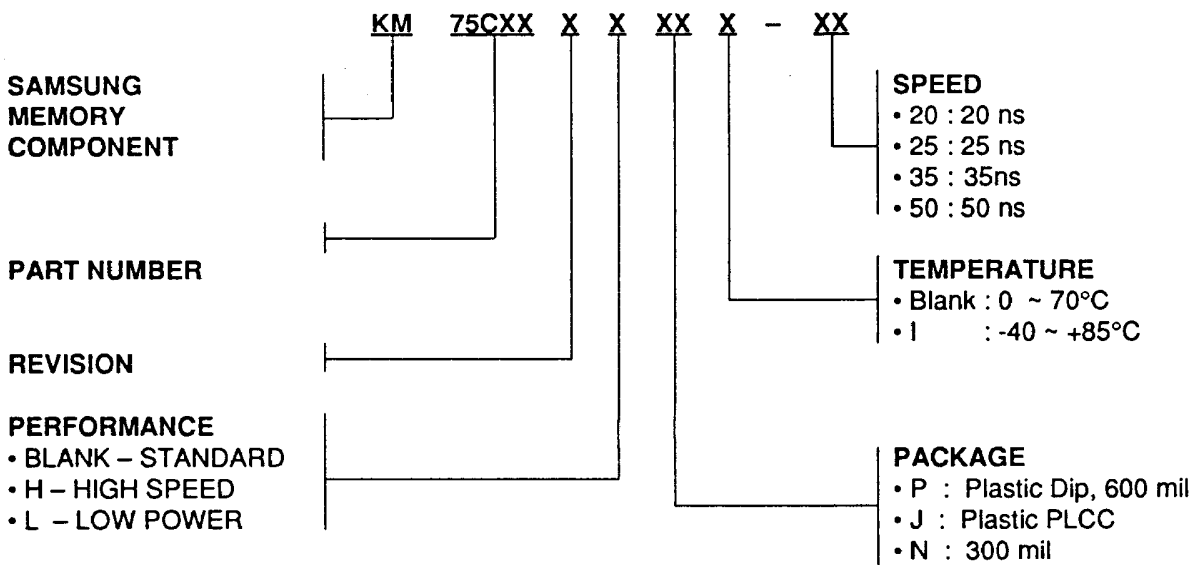 KM 75CXX X X XX X – XX
SAMSUNG
MEMORY
COMPONENT
PART NUMBER
REVISION
PERFORMANCE
• BLANK – STANDARD
• H – HIGH SPEED
• L – LOW POWER
SPEED
• 20 : 20 ns
• 25 : 25 ns
• 35 : 35ns
• 50 : 50 ns
TEMPERATURE
• Blank : 0 ~ 70°C
• I : -40 ~ +85°C
PACKAGE
• P : Plastic Dip, 600 mil
• J : Plastic PLCC
• N : 300 mil